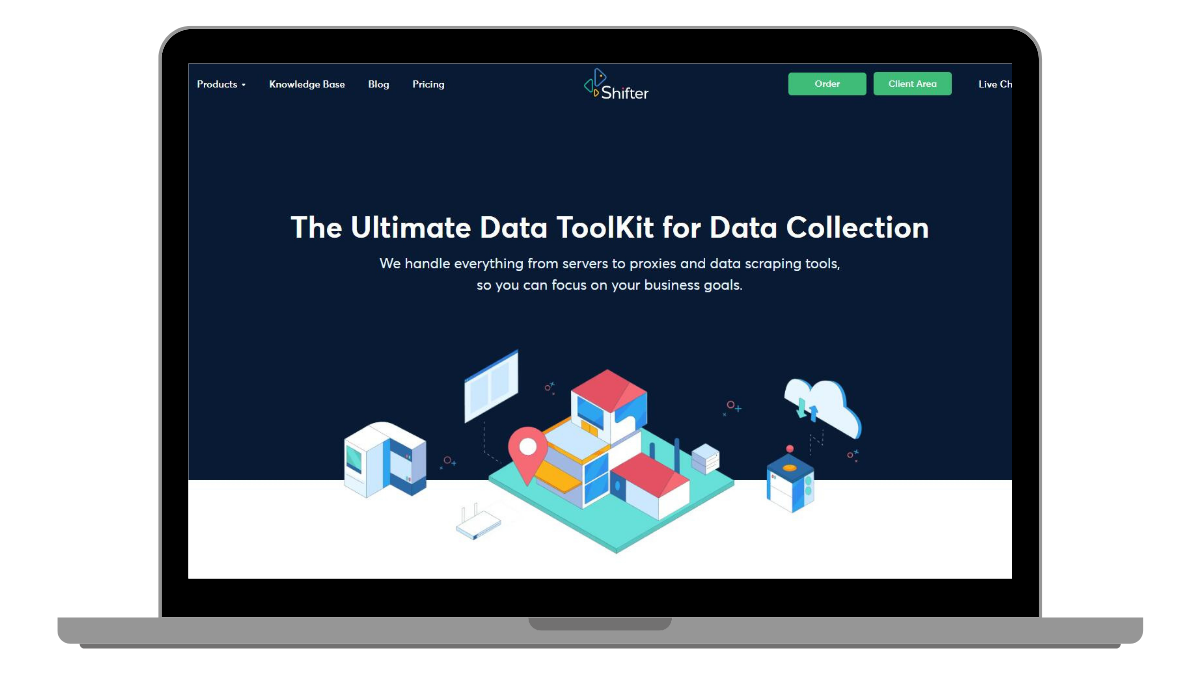 Products
Knowledge Base
Blog
Pricing
Shifter
Order
Client Area
Live Ch
The Ultimate Data ToolKit for Data Collection
We handle everything from servers to proxies and data scraping tools,
so you can focus on your business goals.